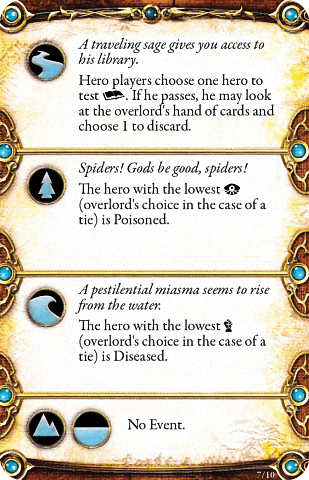 A traveling sage gives you access to
his library.
Hero players choose one hero to
test . If he passes, he may look
at the overlord's hand of cards and
choose 1 to discard.
Spiders! Gods be good, spiders!
The hero with the lowest
(overlord's choice in the case of a
tie) is Poisoned.
A pestilential miasma seems to rise
from the water.
The hero with the lowest
(overlord's choice in the case of a
tie) is Diseased.
No Event.
7/10